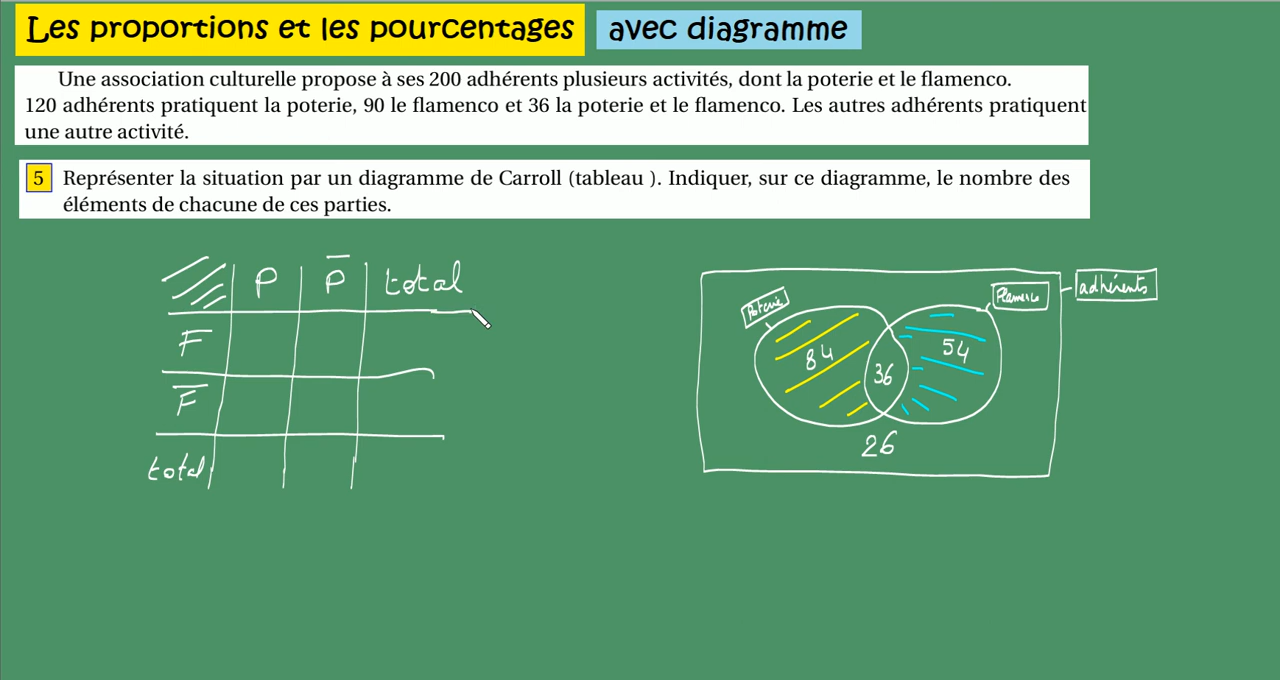 Les proportions et les pourcentages avec diagramme
Une association culturelle propose à ses 200 adhérents plusieurs activités, dont la poterie et le flamenco.
120 adhérents pratiquent la poterie, 90 le flamenco et 36 la poterie et le flamenco. Les autres adhérents pratiquent
une autre activité.
5 Représenter la situation par un diagramme de Carroll (tableau ). Indiquer, sur ce diagramme, le nombre des
éléments de chacune de ces parties.
P P̅ total
F
F̅
total
Poterie
adhérents
84
36
54
26